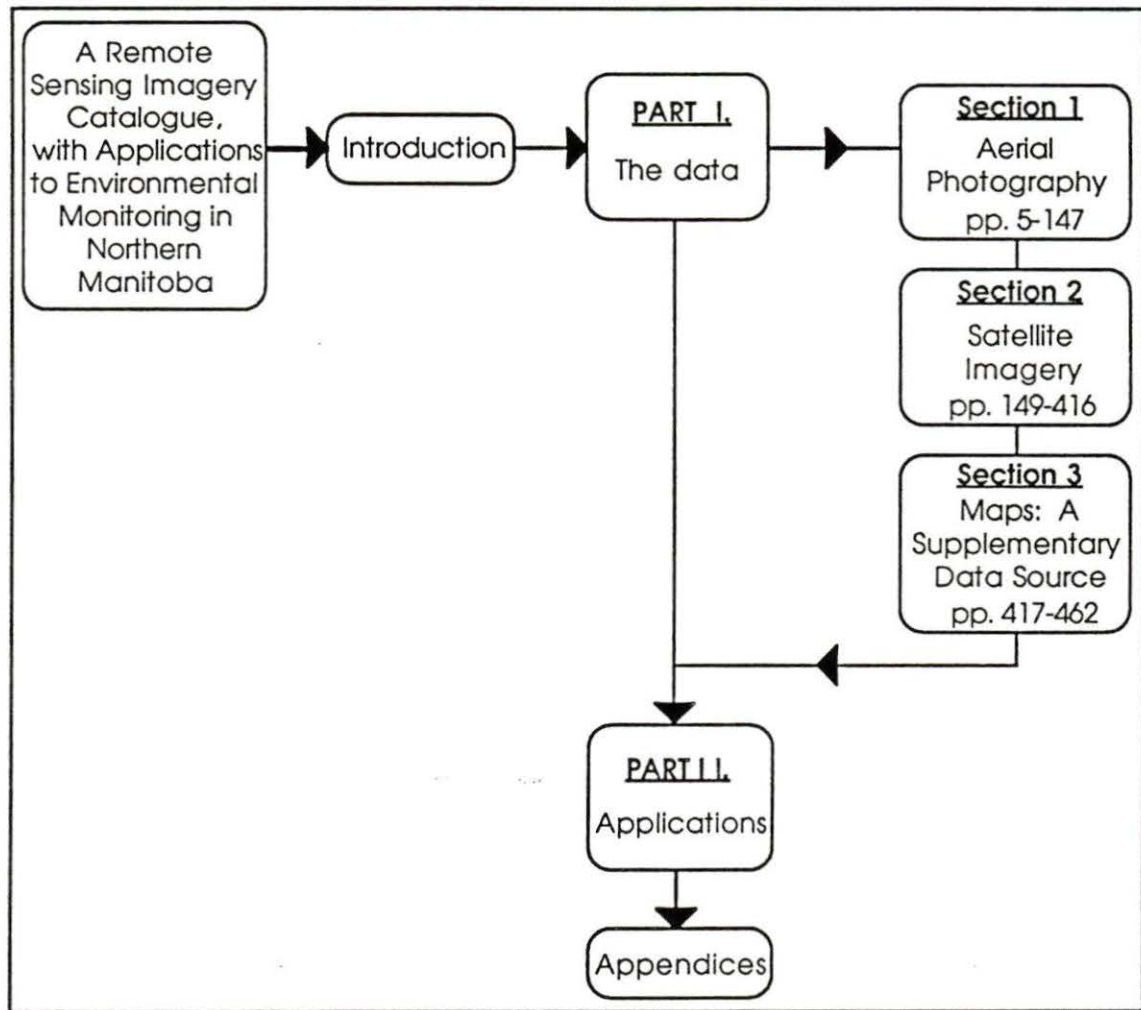 A Remote
Sensing Imagery
Catalogue,
with Applications
to Environmental
Monitoring in
Northern
Manitoba
Introduction
PART I.
The data
Section 1
Aerial
Photography
pp. 5-147
Section 2
Satellite
Imagery
pp. 149-416
Section 3
Maps: A
Supplementary
Data Source
pp. 417-462
PART I I.
Applications
Appendices